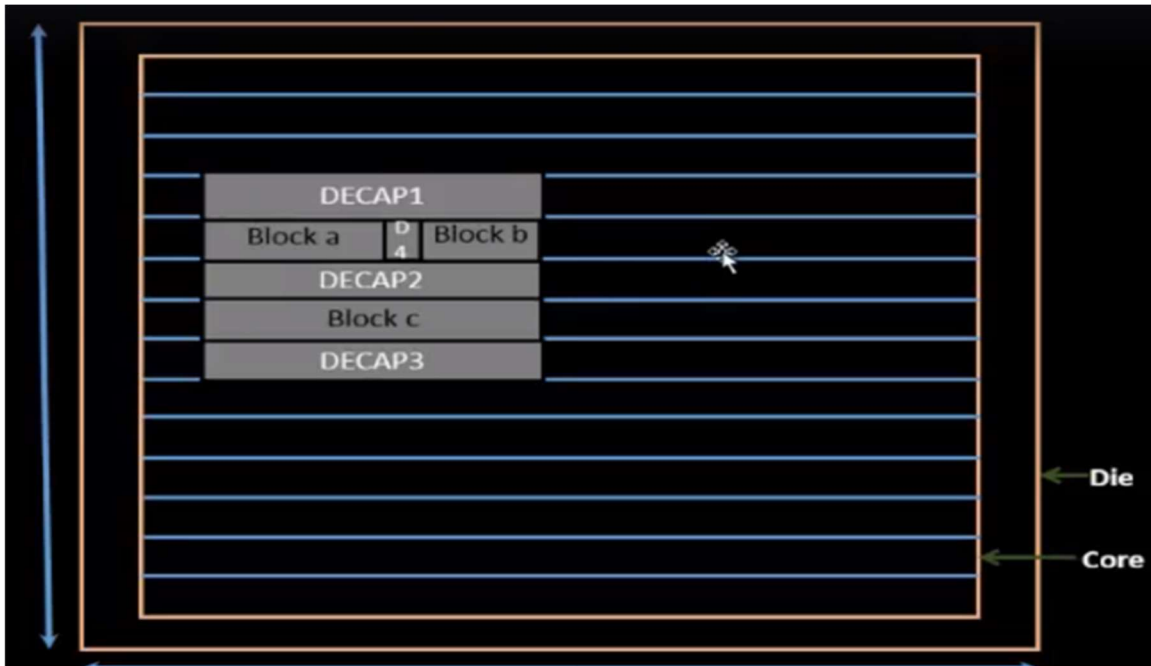 DECAP1
Block a
D
4
Block b
DECAP2
Block c
DECAP3
Die
Core